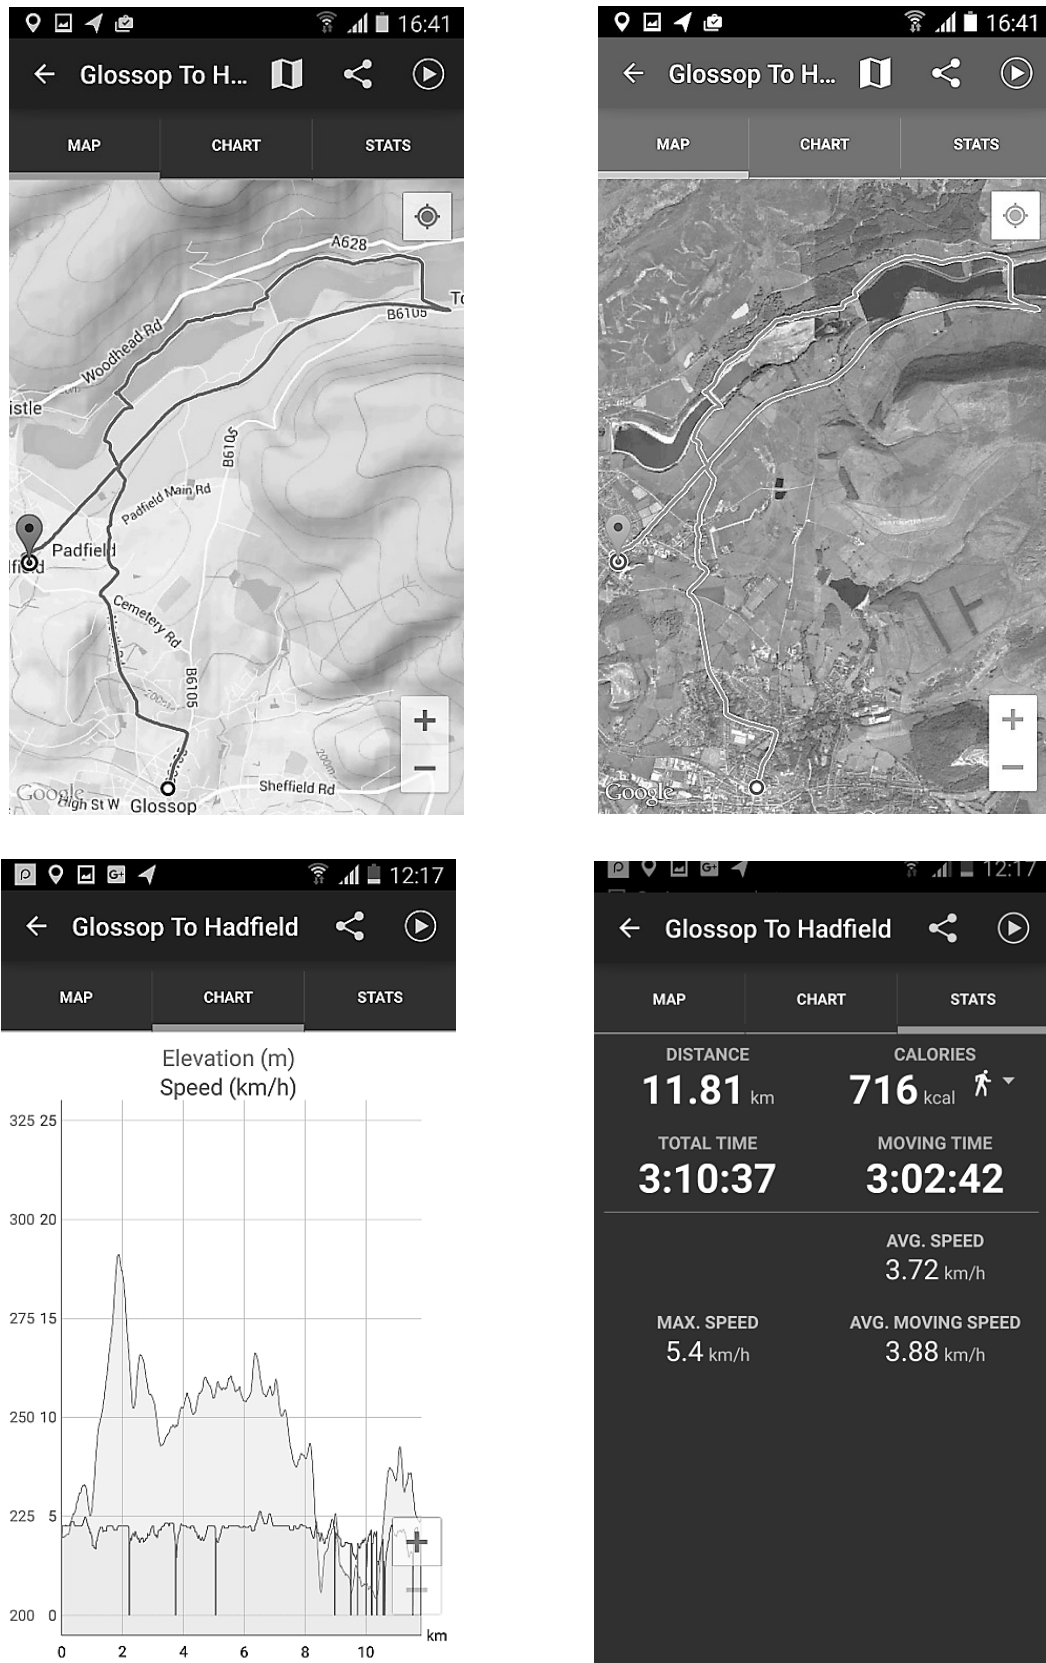 16:41
Glossop To H...
MAP CHART STATS
A628
Woodhead Rd
B6105
istle
B6105
Padfield Main Rd
Padfield
Cemetery Rd
B6105
200m
200m
Sheffield Rd
Google
High St W
Glossop
16:41
Glossop To H...
MAP CHART STATS
Google
G+ 12:17
Glossop To Hadfield
MAP CHART STATS
Elevation (m)
Speed (km/h)
325 25
300 20
275 15
250 10
225 5
200 0
km
0 2 4 6 8 10
G+ 12:17
Glossop To Hadfield
MAP CHART STATS
DISTANCE CALORIES
11.81 km 716 kcal
TOTAL TIME MOVING TIME
3:10:37 3:02:42
AVG. SPEED
3.72 km/h
MAX. SPEED AVG. MOVING SPEED
5.4 km/h 3.88 km/h